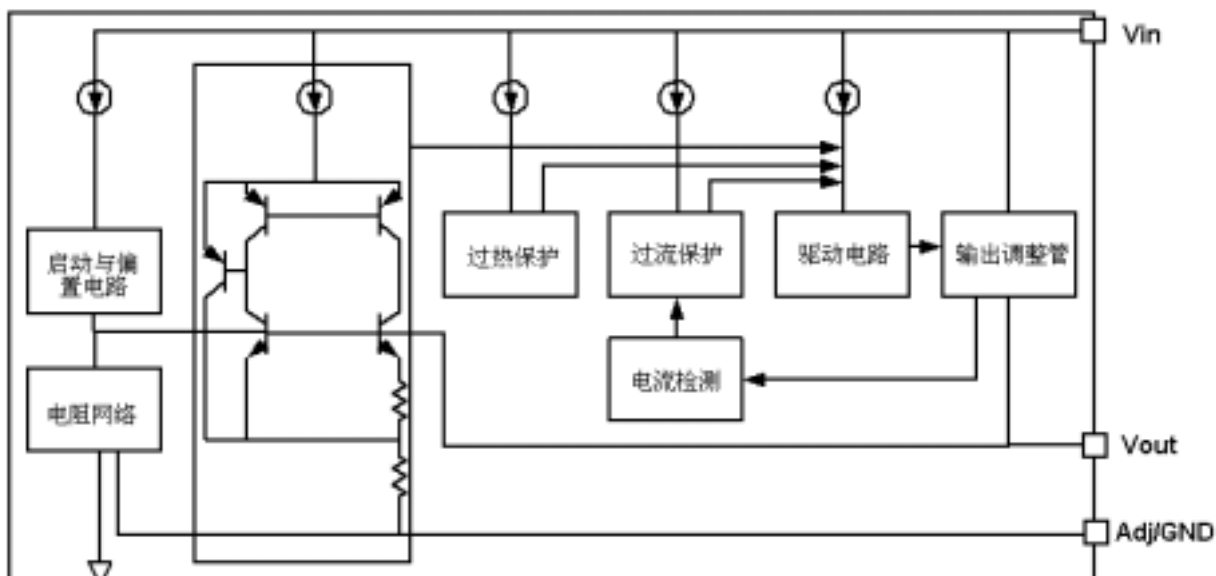 Vin
启动与偏
置电路
过热保护
过流保护
驱动电路
输出调整管
电流检测
电阻网络
Vout
Adj/GND